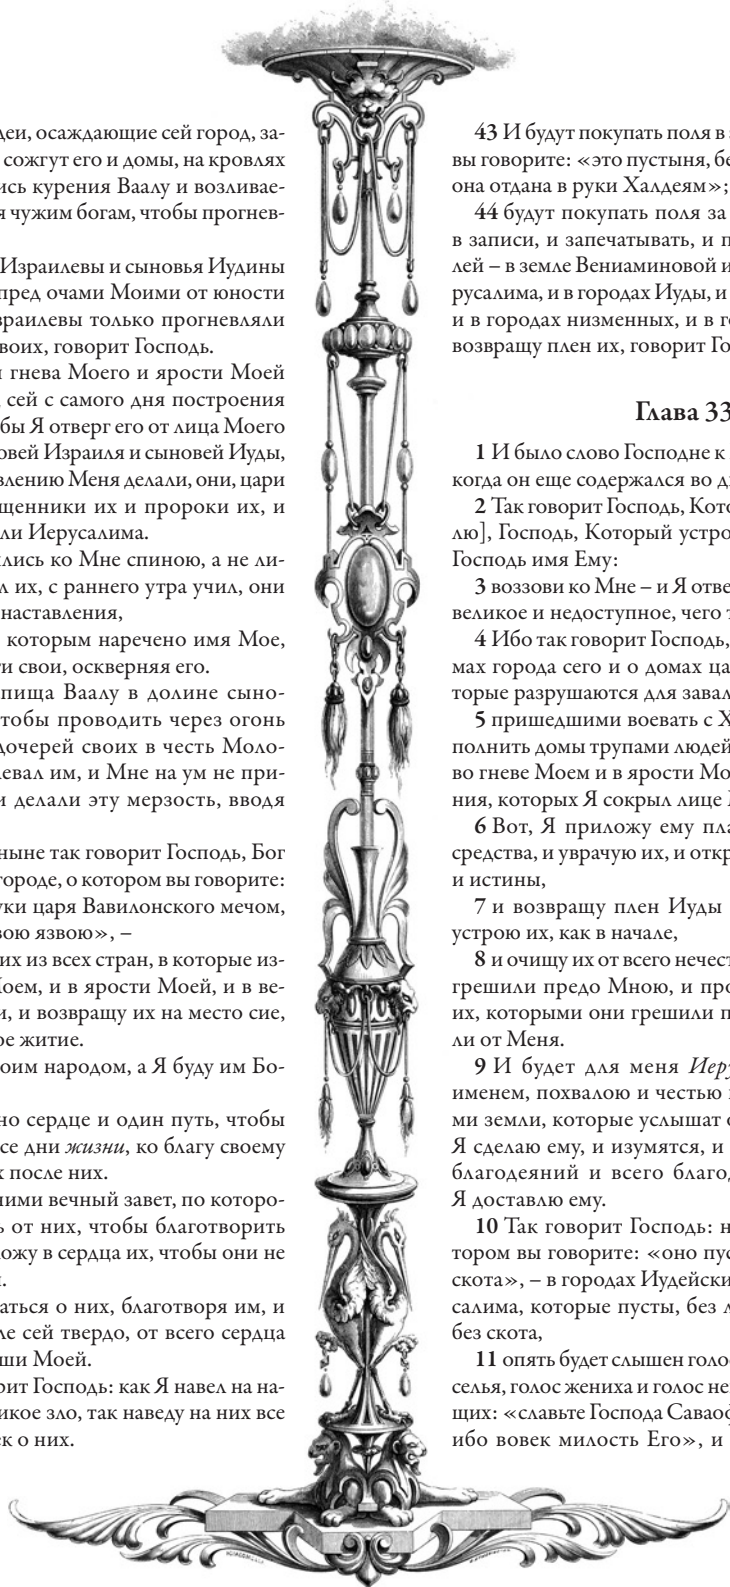 деи, осаждающие сей город, за-
сожгут его и домы, на кровлях
ись курения Ваалу и возливае-
я чужим богам, чтобы прогнев-
Израилевы и сыновья Иудины
пред очами Моими от юности
зраилевы только прогневляли
воих, говорит Господь.
и гнева Моего и ярости Моей
сей с самого дня построения
бы Я отверг его от лица Моего
овей Израиля и сыновей Иуды,
влению Меня делали, они, цари
щенники их и пророки их, и
ли Иерусалима.
лись ко Мне спиною, а не ли-
л их, с раннего утра учил, они
наставления,
которым наречено имя Мое,
ти свои, оскверняя его.
пища Ваалу в долине сыно-
чтобы проводить через огонь
дочерей своих в честь Моло-
левал им, и Мне на ум не при-
и делали эту мерзость, вводя
ныне так говорит Господь, Бог
городе, о котором вы говорите:
уки царя Вавилонского мечом,
вою язвою», –
их из всех стран, в которые из-
Моем, и в ярости Моей, и в ве-
и, и возвращу их на место сие,
ое житие.
оим народом, а Я буду им Бо-
но сердце и один путь, чтобы
се дни жизни, ко благу своему
х после них.
ними вечный завет, по которо-
ь от них, чтобы благотворить
ожу в сердца их, чтобы они не
и.
аться о них, благотворя им, и
ле сей твердо, от всего сердца
ши Моей.
рит Господь: как Я навел на на-
икое зло, так наведу на них все
ек о них.
43 И будут покупать поля в
вы говорите: «это пустыня, бе
она отдана в руки Халдеям»;
44 будут покупать поля за
в записи, и запечатывать, и п
лей – в земле Вениаминовой и
русалима, и в городах Иуды, и
и в городах низменных, и в го
возвращу плен их, говорит Го
Глава 33
1 И было слово Господне к
когда он еще содержался во д
2 Так говорит Господь, Кото
лю], Господь, Который устро
Господь имя Ему:
3 воззови ко Мне – и Я отве
великое и недоступное, чего т
4 Ибо так говорит Господь,
мах города сего и о домах ца
торые разрушаются для завал
5 пришедшими воевать с Х
полнить домы трупами людей
во гневе Моем и в ярости Мо
ния, которых Я сокрыл лице
6 Вот, Я приложу ему пла
средства, и уврачую их, и откр
и истины,
7 и возвращу плен Иуды
устрою их, как в начале,
8 и очищу их от всего нечест
грешили предо Мною, и про
их, которыми они грешили п
ли от Меня.
9 И будет для меня Иеру
именем, похвалою и честью
ми земли, которые услышат о
Я сделаю ему, и изумятся, и
благодеяний и всего благод
Я доставлю ему.
10 Так говорит Господь: н
тором вы говорите: «оно пус
скота», – в городах Иудейски
салима, которые пусты, без л
без скота,
11 опять будет слышен голос
селья, голос жениха и голос не
щих: «славьте Господа Саваоф
ибо вовек милость Его», и